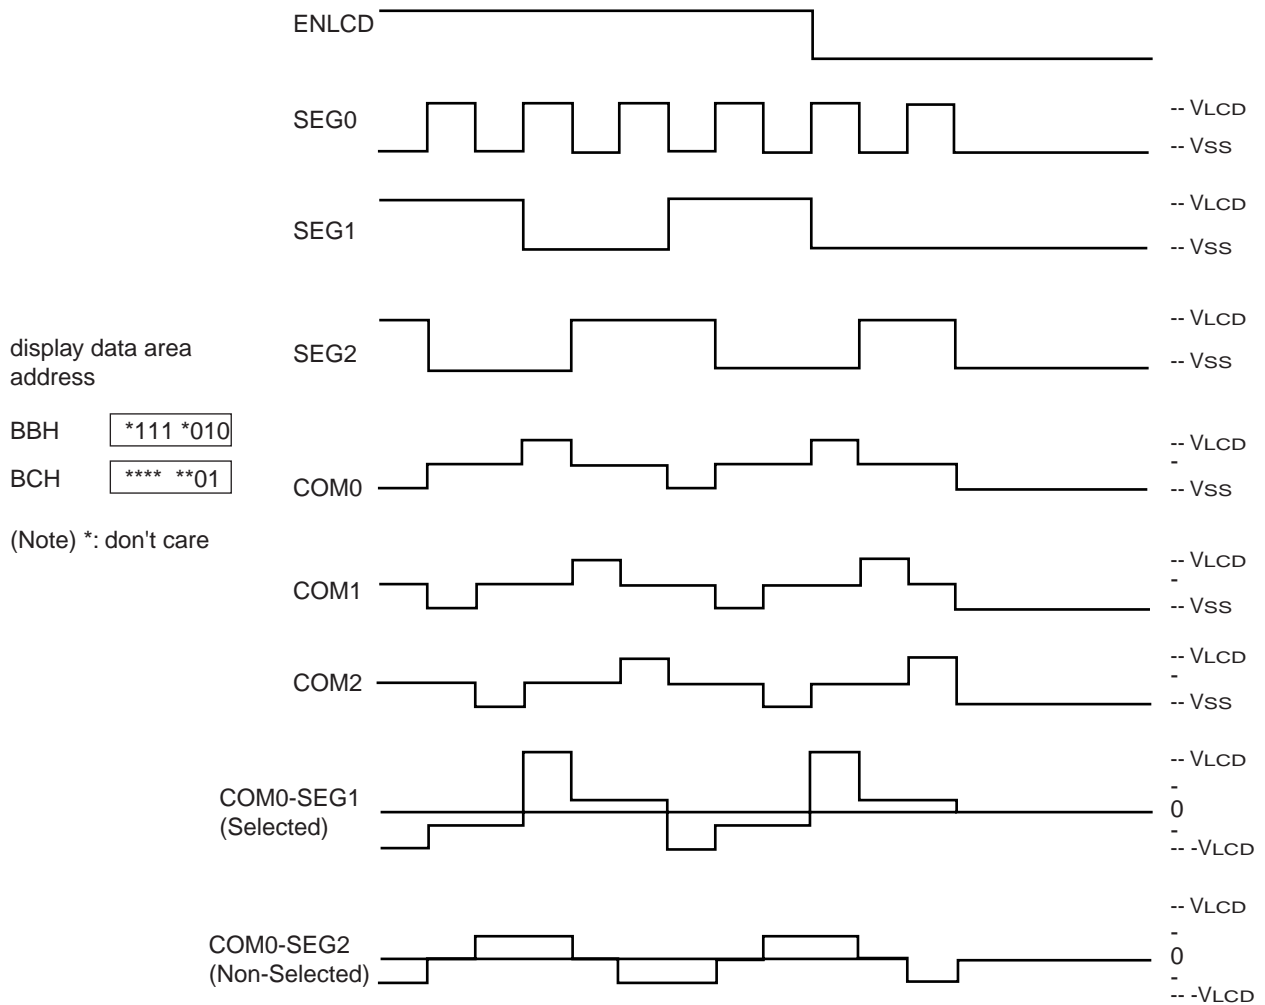 ENLCD
SEG0
-- VLCD
-- VSS
SEG1
-- VLCD
-- VSS
SEG2
-- VLCD
-- VSS
display data area
address
BBH *111 *010
BCH **** **01
(Note) *: don't care
COM0
-- VLCD
-
-- VSS
COM1
-- VLCD
-
-- VSS
COM2
-- VLCD
-
-- VSS
COM0-SEG1
(Selected)
-- VLCD
-
0
-
-- -VLCD
COM0-SEG2
(Non-Selected)
-- VLCD
-
0
-
-- -VLCD